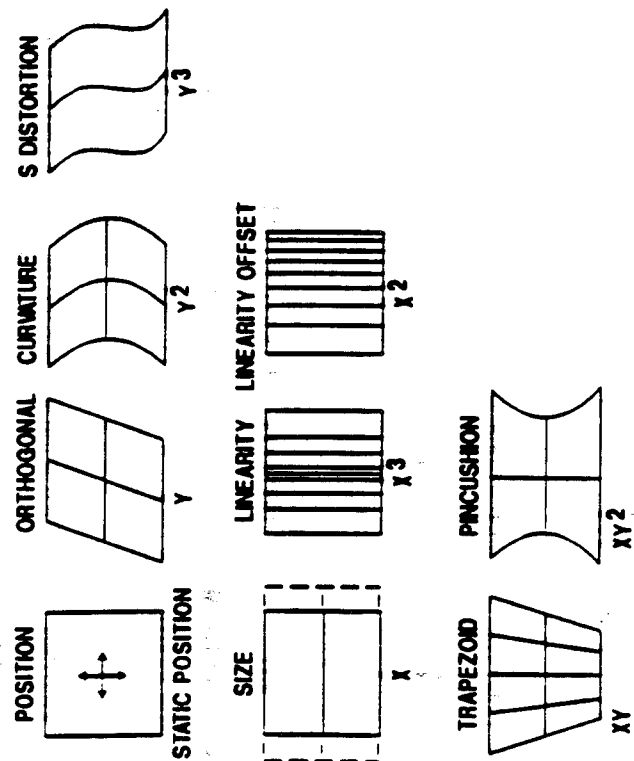 POSITION ORTHOGONAL CURVATURE S DISTORTION
STATIC POSITION Y Y² Y³
SIZE LINEARITY LINEARITY OFFSET
X X³ X²
TRAPEZOID PINCUSHION
XY XY²